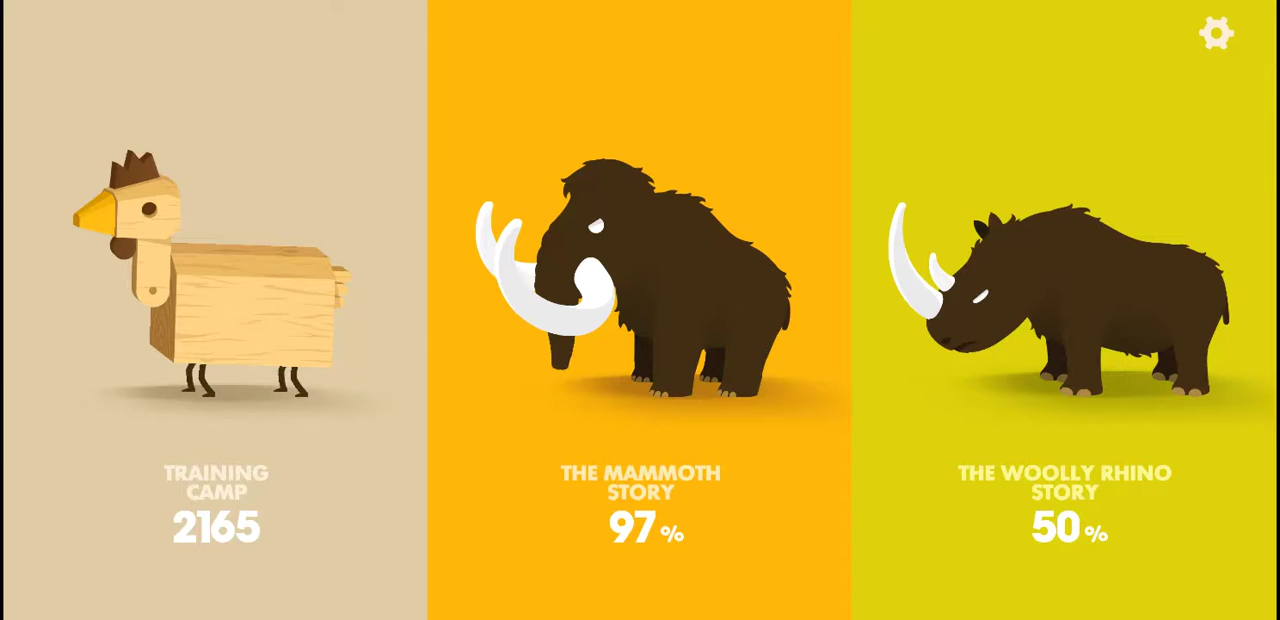 TRAINING
CAMP
2165
THE MAMMOTH
STORY
97 %
THE WOOLLY RHINO
STORY
50 %